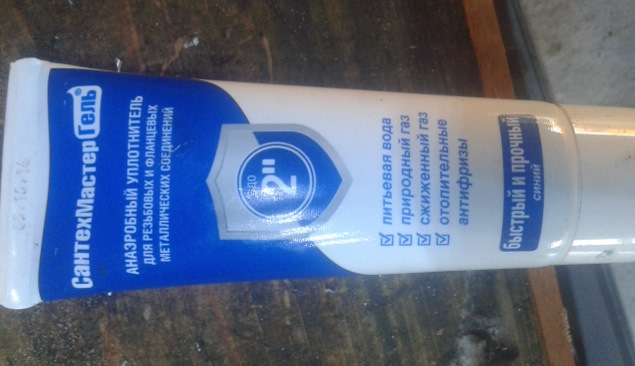 СантехМастер Гель®
АНАЭРОБНЫЙ УПЛОТНИТЕЛЬ
ДЛЯ РЕЗЬБОВЫХ И ФЛАНЦЕВЫХ
МЕТАЛЛИЧЕСКИХ СОЕДИНЕНИЙ
до
2"
питьевая вода
природный газ
сжиженный газ
отопительные
антифризы
быстрый и прочный
синий